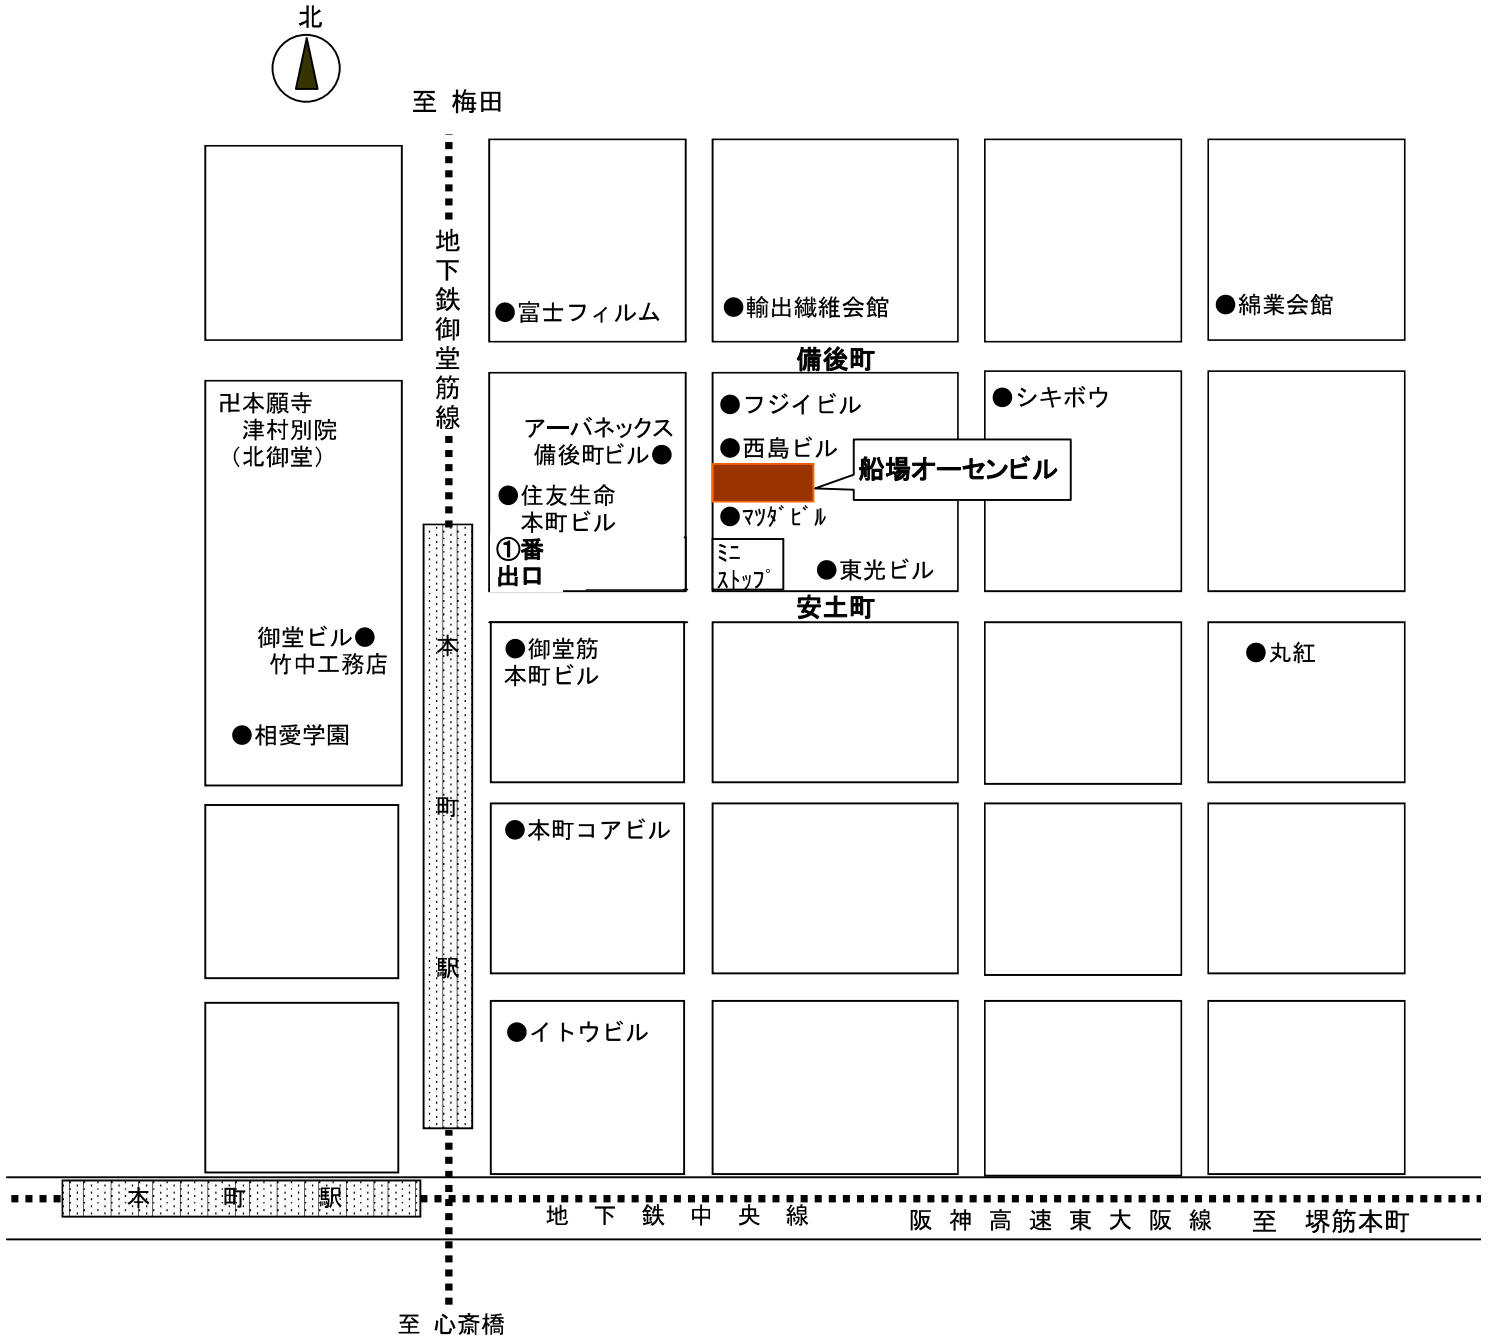 北
至 梅田
地下鉄御堂筋線
●富士フィルム
●輸出繊維会館
●綿業会館
備後町
卍本願寺
津村別院
（北御堂）
アーバネックス
備後町ビル●
●住友生命
本町ビル
①番
出口
●フジイビル
●西島ビル
船場オーセンビル
●ﾏﾂﾀﾞﾋﾞﾙ
ﾐﾆ
ｽﾄｯﾌﾟ
●東光ビル
●シキボウ
安土町
御堂ビル●
竹中工務店
●相愛学園
本町駅
●御堂筋
本町ビル
●丸紅
●本町コアビル
●イトウビル
本町駅
地下鉄中央線
阪神高速東大阪線 至 堺筋本町
至 心斎橋